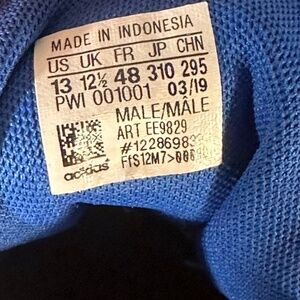 MADE IN INDONESIA
US UK FR JP CHN
13 12½ 48 310 295
PWI 001001 03/19
MALE/MÂLE
ART EE9829
FfS12M7>
adidas